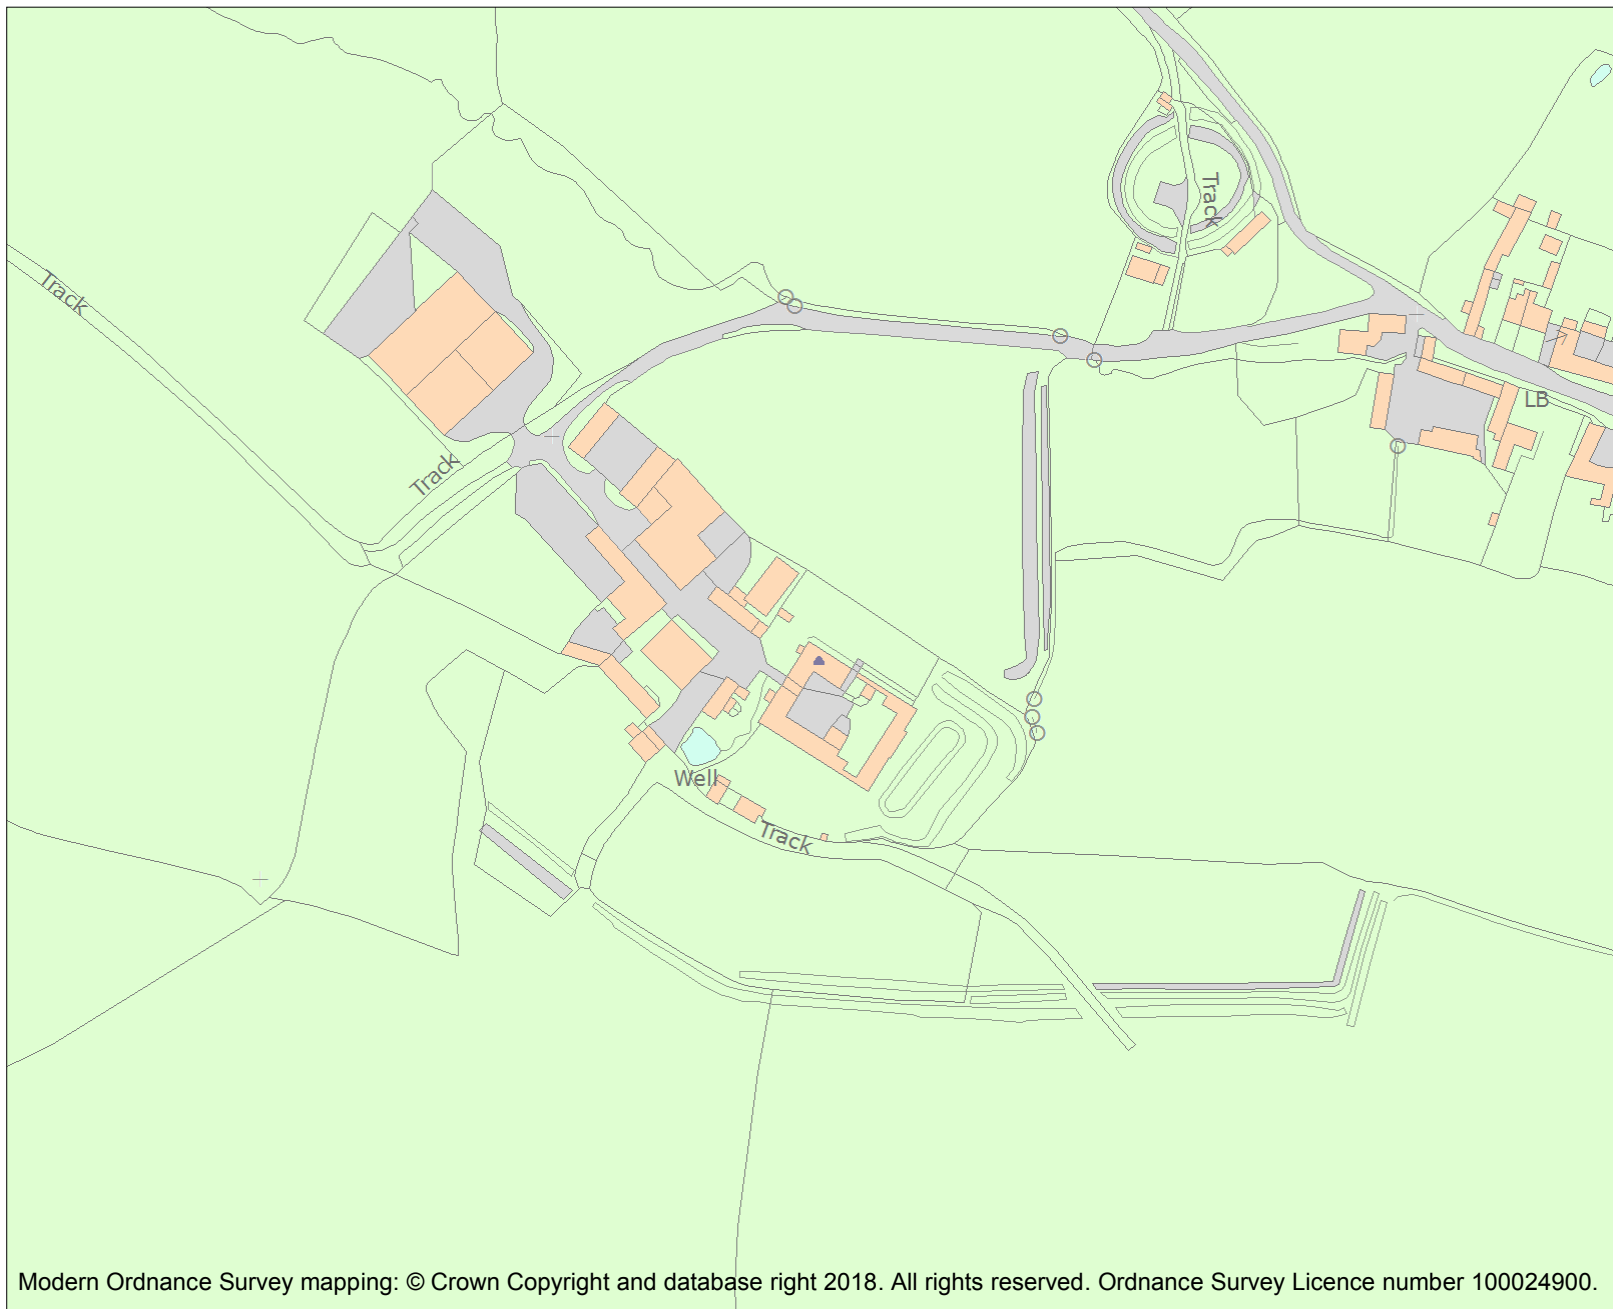 Track
Track
LB
Track
Well
Track
Modern Ordnance Survey mapping: © Crown Copyright and database right 2018. All rights reserved. Ordnance Survey Licence number 100024900.